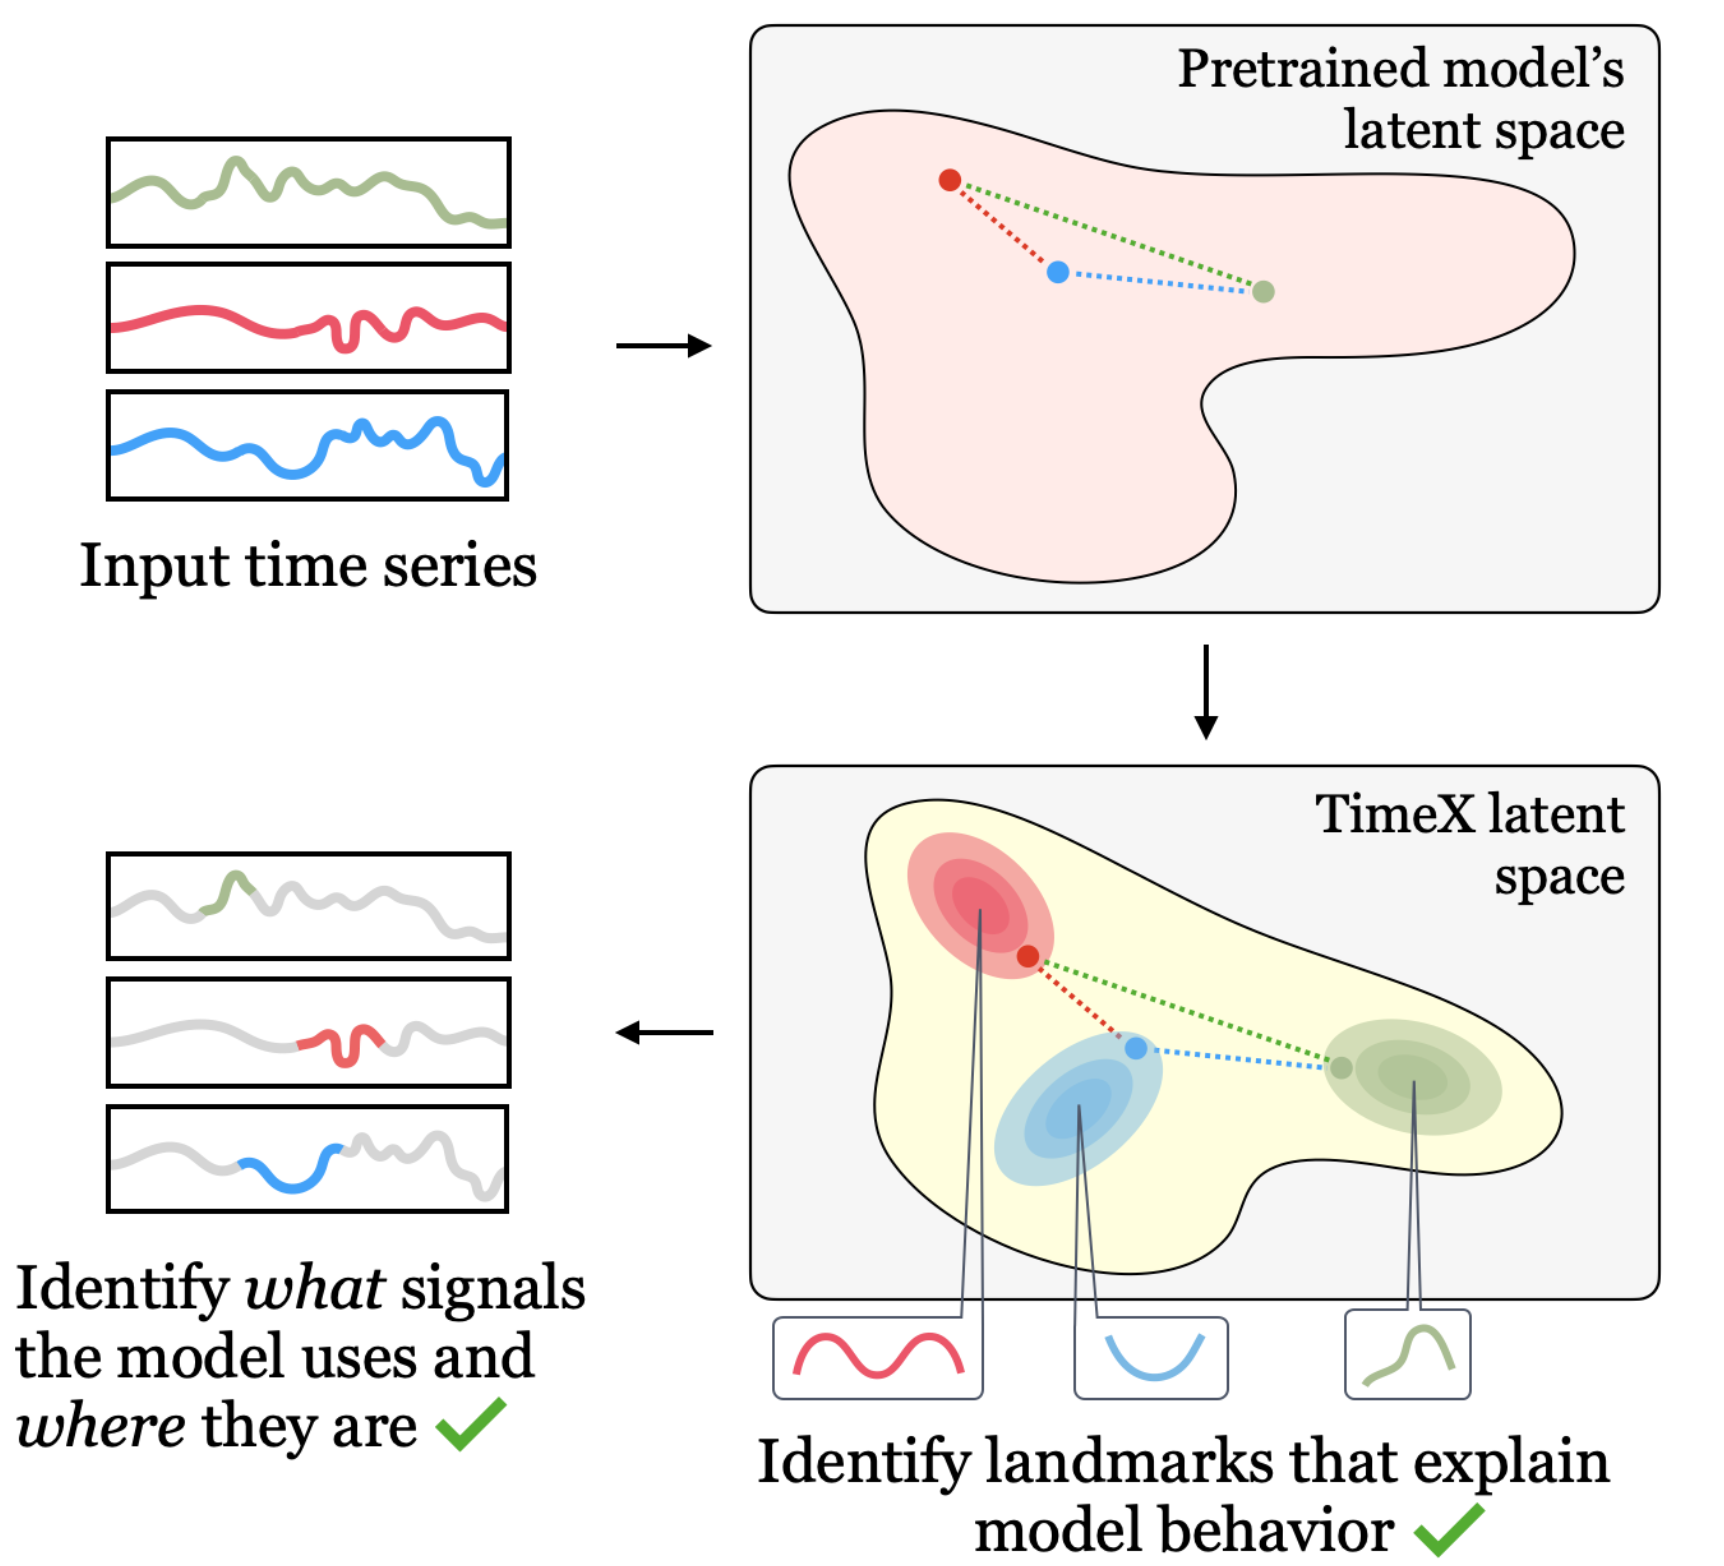 Pretrained model’s
latent space
Input time series
TimeX latent
space
Identify what signals
the model uses and
where they are
Identify landmarks that explain
model behavior